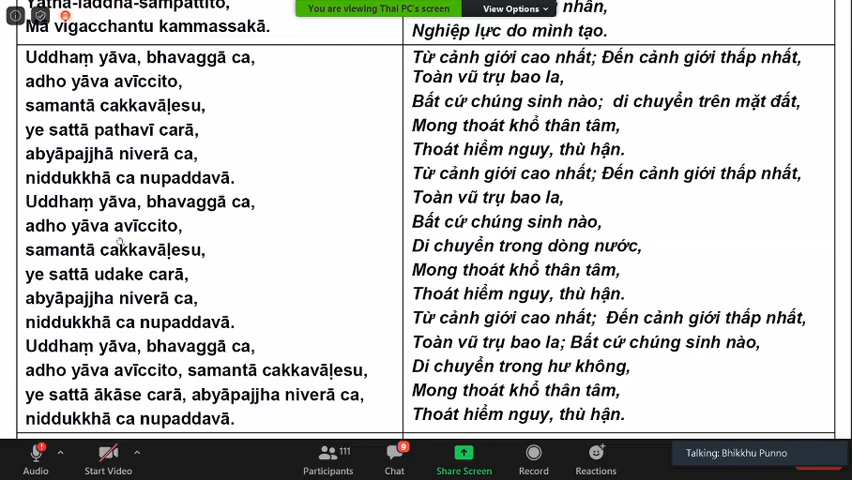 Yathā-laddha-sampattito,
Mā vigacchantu kammassakā.
You are viewing Thai PC's screen
View Options
nhân,
Nghiệp lực do mình tạo.
Uddhaṃ yāva, bhavaggā ca,
adho yāva avīccito,
samantā cakkavāḷesu,
ye sattā pathavī carā,
abyāpajjhā niverā ca,
niddukkhā ca nupaddavā.
Uddhaṃ yāva, bhavaggā ca,
adho yāva avīccito,
samantā cakkavāḷesu,
ye sattā udake carā,
abyāpajjha niverā ca,
niddukkhā ca nupaddavā.
Uddhaṃ yāva, bhavaggā ca,
adho yāva avīccito, samantā cakkavāḷesu,
ye sattā ākāse carā, abyāpajjha niverā ca,
niddukkhā ca nupaddavā.
Từ cảnh giới cao nhất; Đến cảnh giới thấp nhất,
Toàn vũ trụ bao la,
Bất cứ chúng sinh nào; di chuyển trên mặt đất,
Mong thoát khổ thân tâm,
Thoát hiểm nguy, thù hận.
Từ cảnh giới cao nhất; Đến cảnh giới thấp nhất,
Toàn vũ trụ bao la,
Bất cứ chúng sinh nào,
Di chuyển trong dòng nước,
Mong thoát khổ thân tâm,
Thoát hiểm nguy, thù hận.
Từ cảnh giới cao nhất; Đến cảnh giới thấp nhất,
Toàn vũ trụ bao la; Bất cứ chúng sinh nào,
Di chuyển trong hư không,
Mong thoát khổ thân tâm,
Thoát hiểm nguy, thù hận.
Audio
Start Video
111
Participants
9
Chat
Share Screen
Record
Reactions
Talking: Bhikkhu Punno